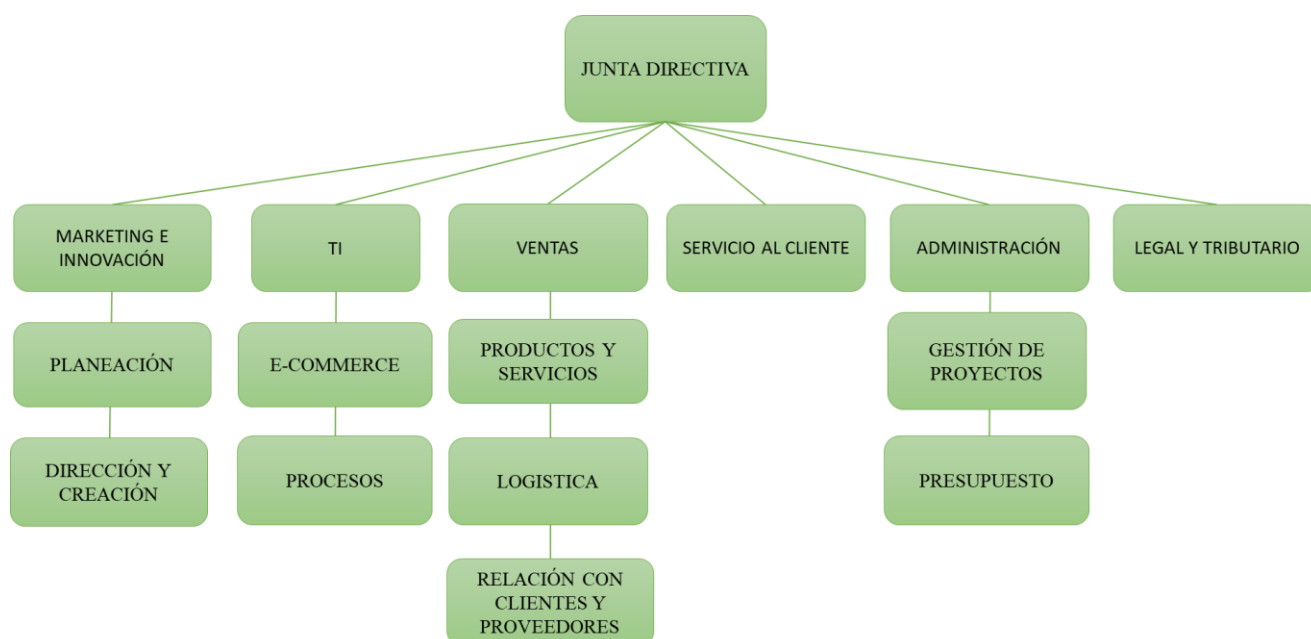 JUNTA DIRECTIVA
MARKETING E
INNOVACIÓN
TI
VENTAS
SERVICIO AL CLIENTE
ADMINISTRACIÓN
LEGAL Y TRIBUTARIO
PLANEACIÓN
E-COMMERCE
PRODUCTOS Y
SERVICIOS
GESTIÓN DE
PROYECTOS
DIRECCIÓN Y
CREACIÓN
PROCESOS
LOGISTICA
PRESUPUESTO
RELACIÓN CON
CLIENTES Y
PROVEEDORES